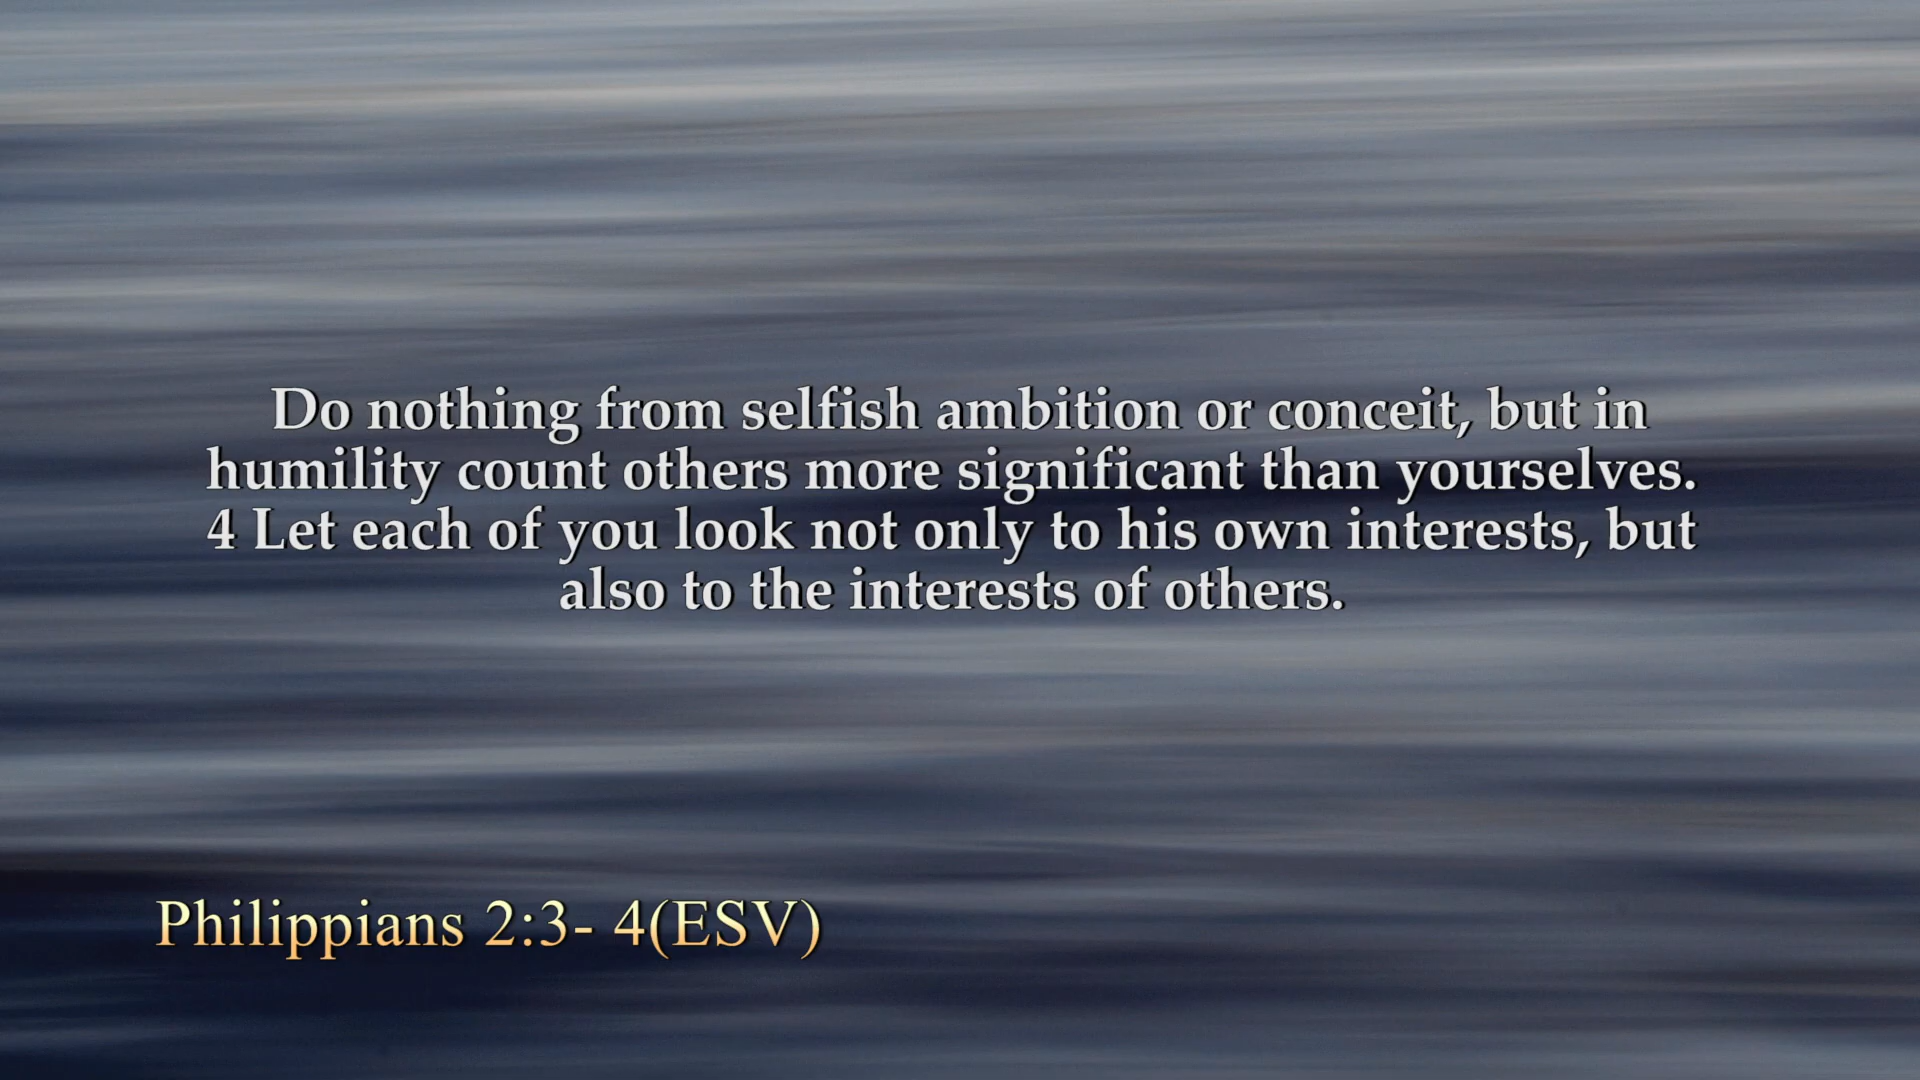 Do nothing from selfish ambition or conceit, but in
humility count others more significant than yourselves.
4 Let each of you look not only to his own interests, but
also to the interests of others.
Philippians 2:3- 4(ESV)